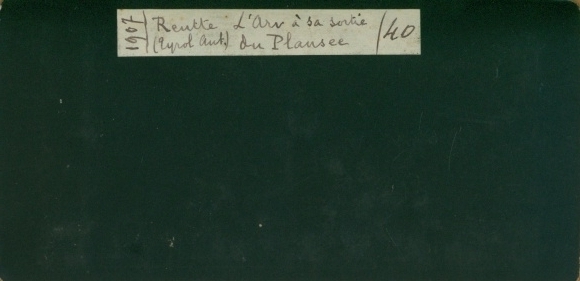 1907 Reutte L'Arv à sa sortie /40
(Tyrol Aut.) du Plansee